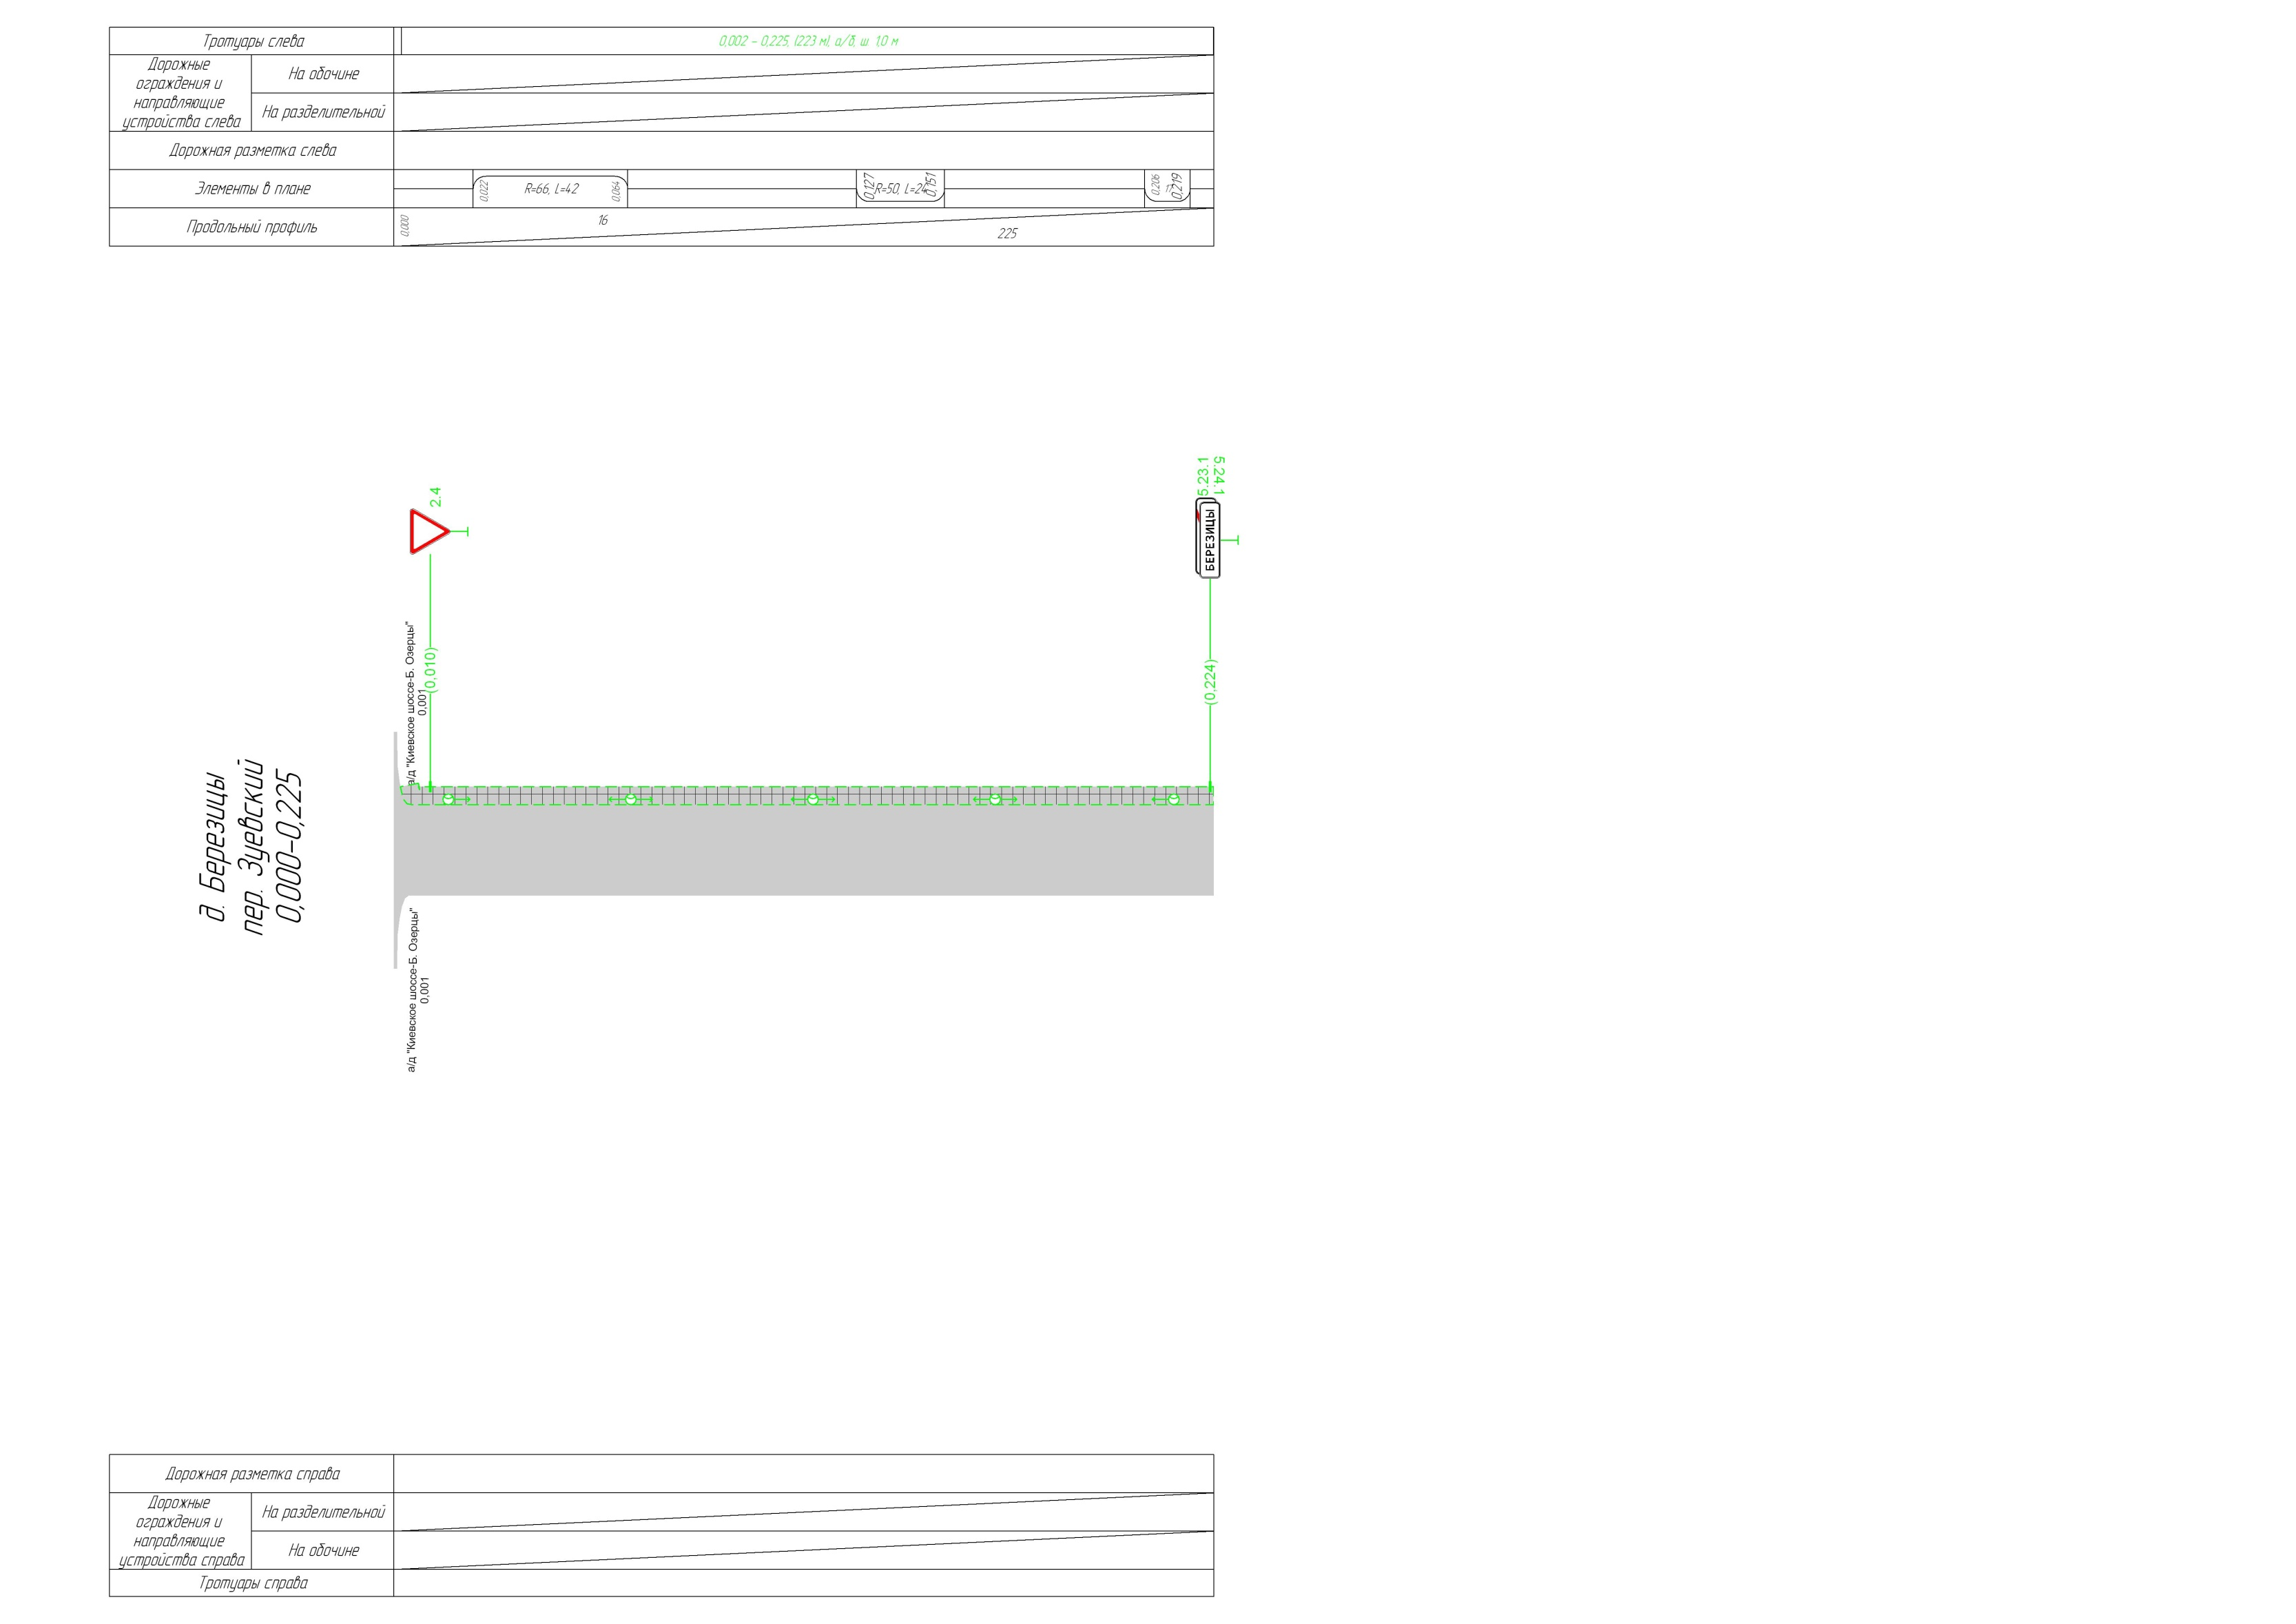 Тротуары слева
0,002 - 0,225, (223 м), а/б, ш. 1,0 м
Дорожные
ограждения и
направляющие
устройства слева
На обочине
На разделительной
Дорожная разметка слева
Элементы в плане
0,022
R=66, L=42
0,064
0,127
R=50, L=24
0,151
0,206
0,219
Продольный профиль
0,000
16
225
2.4
5.23.1
5.24.1
БЕРЕЗИЦЫ
(0,010)
(0,224)
а/д "Киевское шоссе-Б. Озерцы"
0,001
д. Березицы
пер. Зуевский
0,000-0,225
а/д "Киевское шоссе-Б. Озерцы"
0,001
Дорожная разметка справа
Дорожные
ограждения и
направляющие
устройства справа
На разделительной
На обочине
Тротуары справа